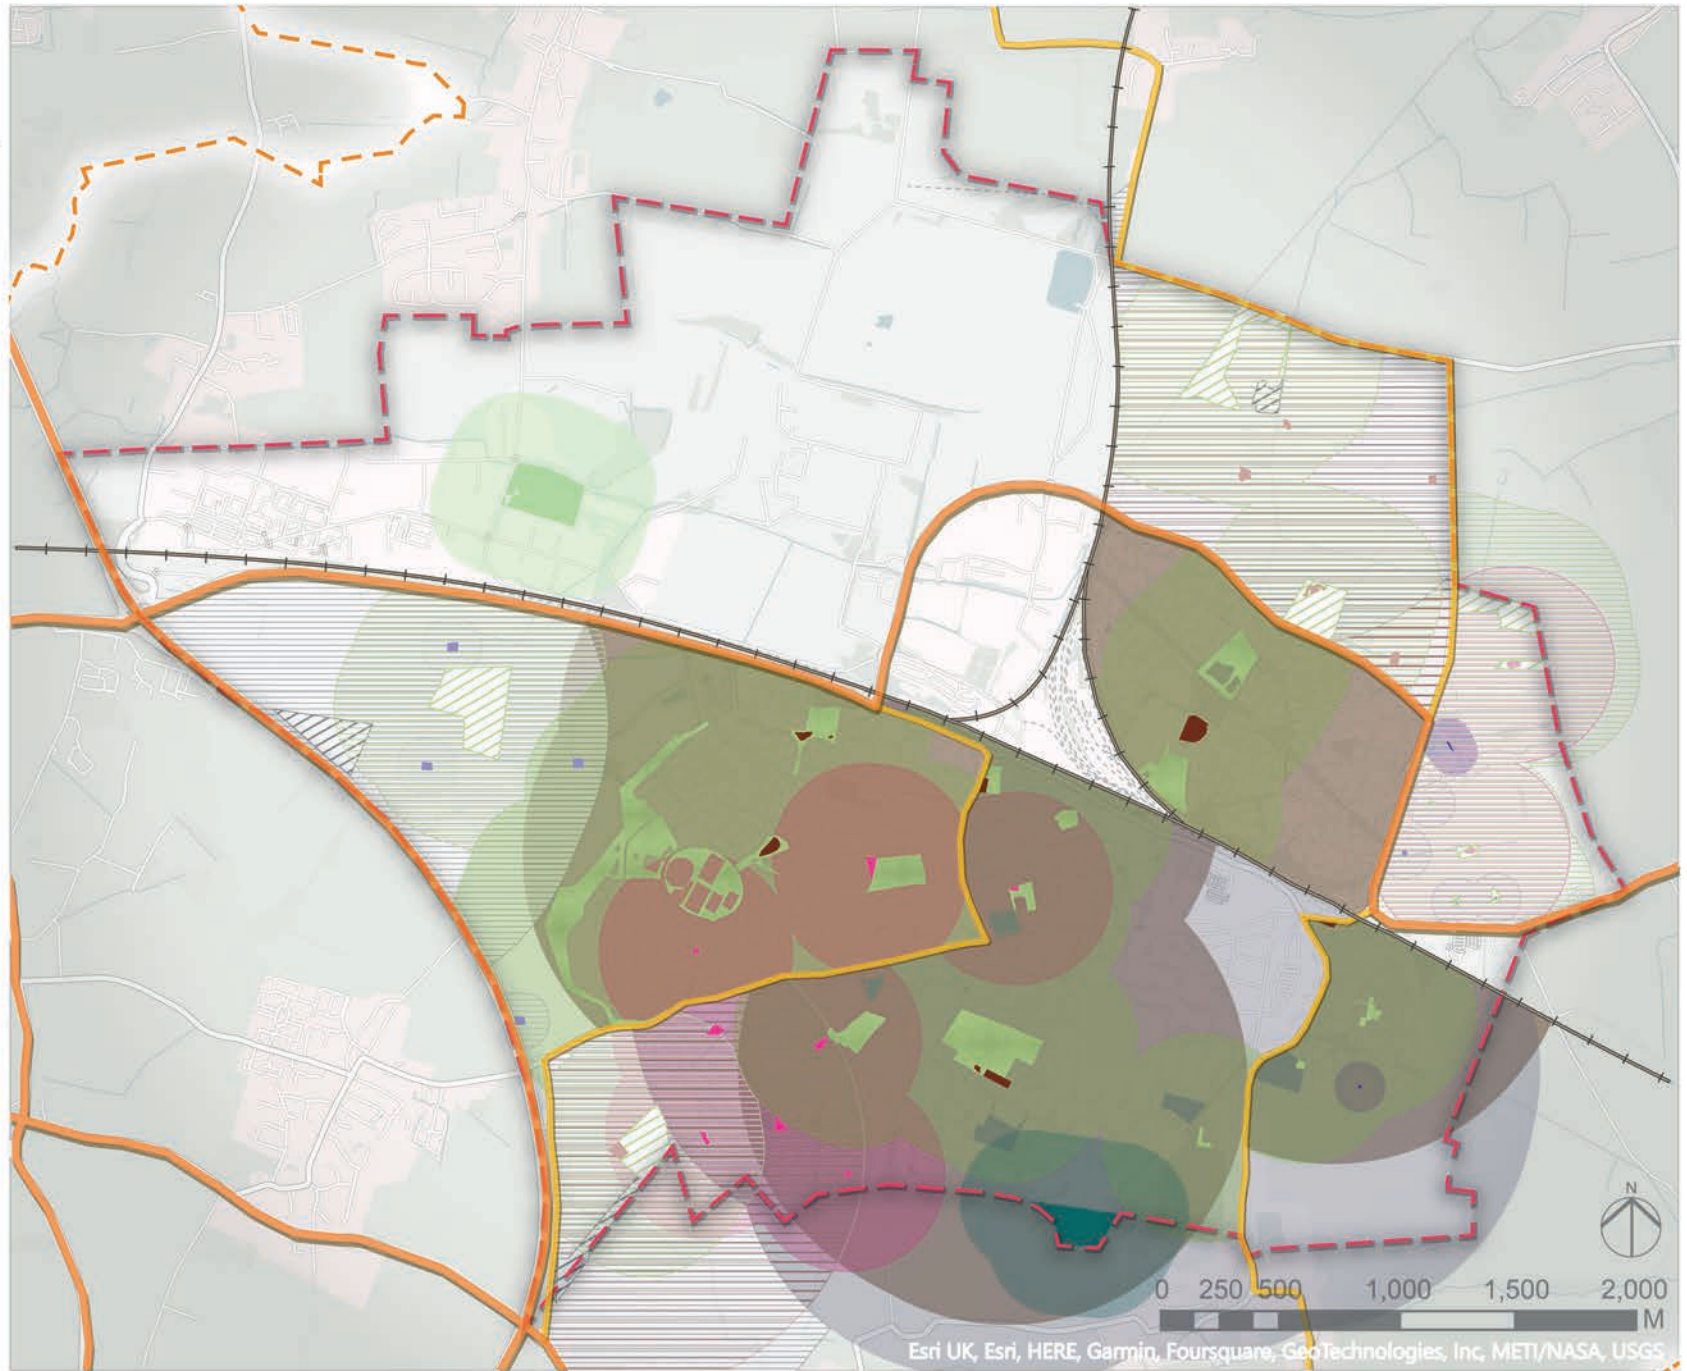 N
0 250 500 1,000 1,500 2,000
M
Esri UK, Esri, HERE, Garmin, Foursquare, GeoTechnologies, Inc, METI/NASA, USGS